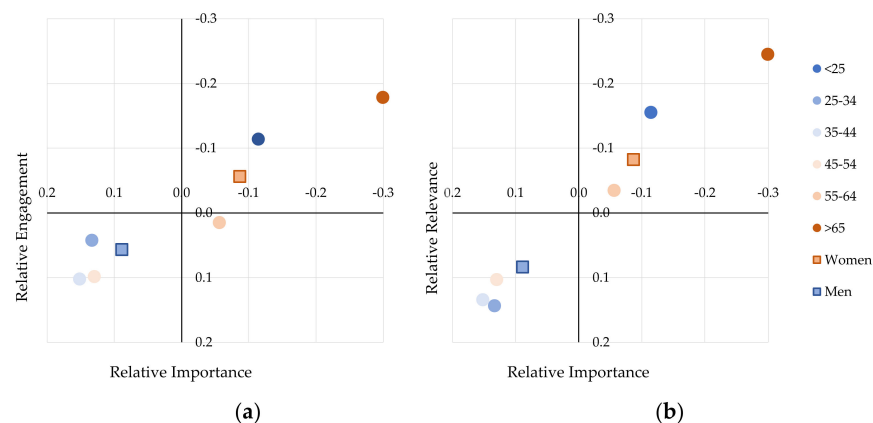 -0.3
-0.2
-0.1
0.2 0.1 0.0 -0.1 -0.2 -0.3
0.0
0.1
0.2
Relative Engagement
Relative Importance
(a)
-0.3
-0.2
-0.1
0.2 0.1 0.0 -0.1 -0.2 -0.3
0.0
0.1
0.2
Relative Relevance
Relative Importance
(b)
<25
25-34
35-44
45-54
55-64
>65
Women
Men